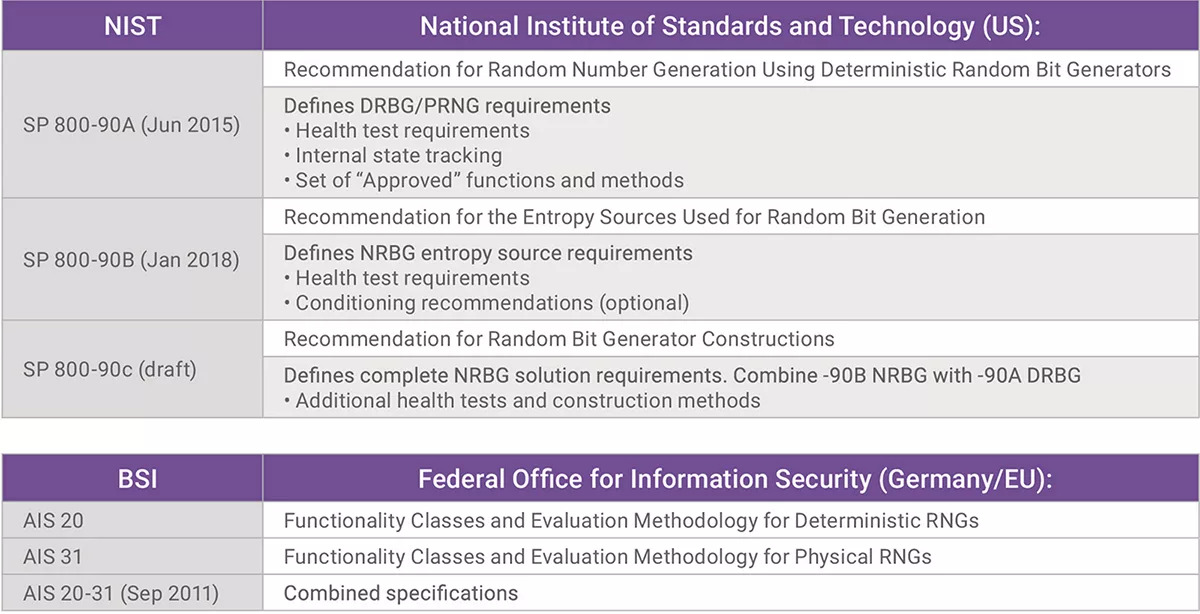 NIST
National Institute of Standards and Technology (US):
SP 800-90A (Jun 2015)
Recommendation for Random Number Generation Using Deterministic Random Bit Generators
Defines DRBG/PRNG requirements
• Health test requirements
• Internal state tracking
• Set of “Approved” functions and methods
SP 800-90B (Jan 2018)
Recommendation for the Entropy Sources Used for Random Bit Generation
Defines NRBG entropy source requirements
• Health test requirements
• Conditioning recommendations (optional)
SP 800-90c (draft)
Recommendation for Random Bit Generator Constructions
Defines complete NRBG solution requirements. Combine -90B NRBG with -90A DRBG
• Additional health tests and construction methods
BSI
Federal Office for Information Security (Germany/EU):
AIS 20
Functionality Classes and Evaluation Methodology for Deterministic RNGs
AIS 31
Functionality Classes and Evaluation Methodology for Physical RNGs
AIS 20-31 (Sep 2011)
Combined specifications